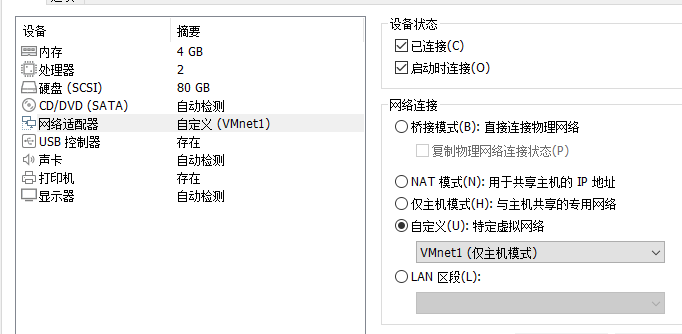 设备 摘要
内存 4 GB
处理器 2
硬盘 (SCSI) 80 GB
CD/DVD (SATA) 自动检测
网络适配器 自定义 (VMnet1)
USB 控制器 存在
声卡 自动检测
打印机 存在
显示器 自动检测
设备状态
已连接(C)
启动时连接(O)
网络连接
桥接模式(B): 直接连接物理网络
复制物理网络连接状态(P)
NAT 模式(N): 用于共享主机的 IP 地址
仅主机模式(H): 与主机共享的专用网络
自定义(U): 特定虚拟网络
VMnet1 (仅主机模式)
LAN 区段(L):